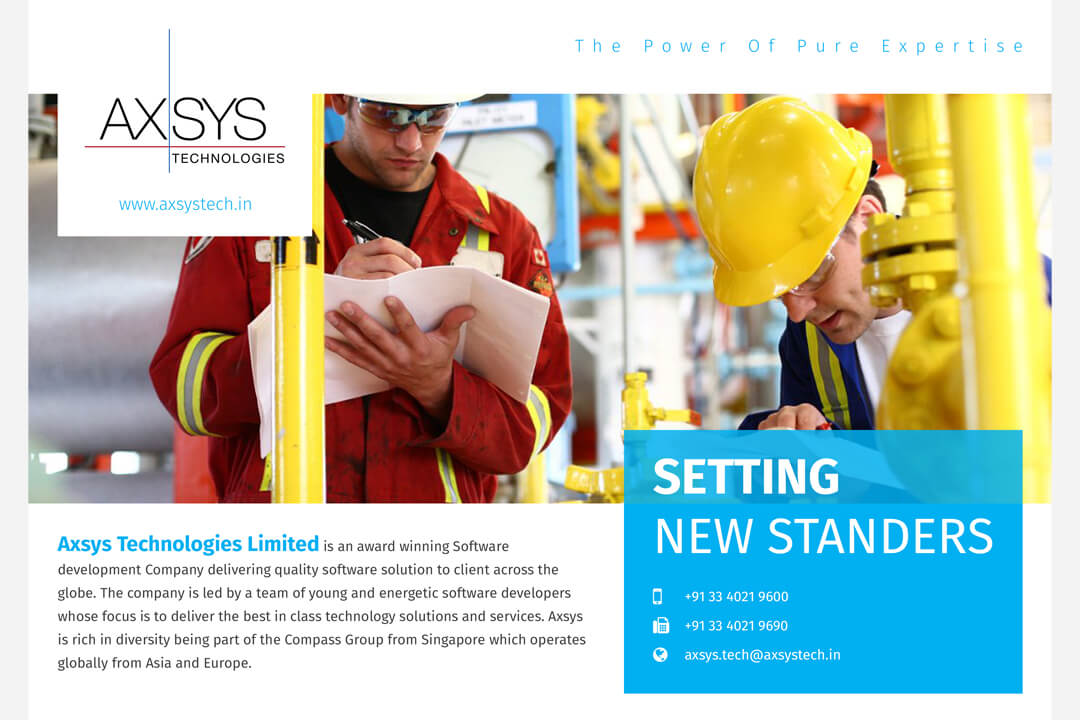 The Power Of Pure Expertise
AXSYS
TECHNOLOGIES
www.axsystech.in
SETTING
NEW STANDERS
+91 33 4021 9600
+91 33 4021 9690
axsys.tech@axsystech.in
Axsys Technologies Limited is an award winning Software
development Company delivering quality software solution to client across the
globe. The company is led by a team of young and energetic software developers
whose focus is to deliver the best in class technology solutions and services. Axsys
is rich in diversity being part of the Compass Group from Singapore which operates
globally from Asia and Europe.